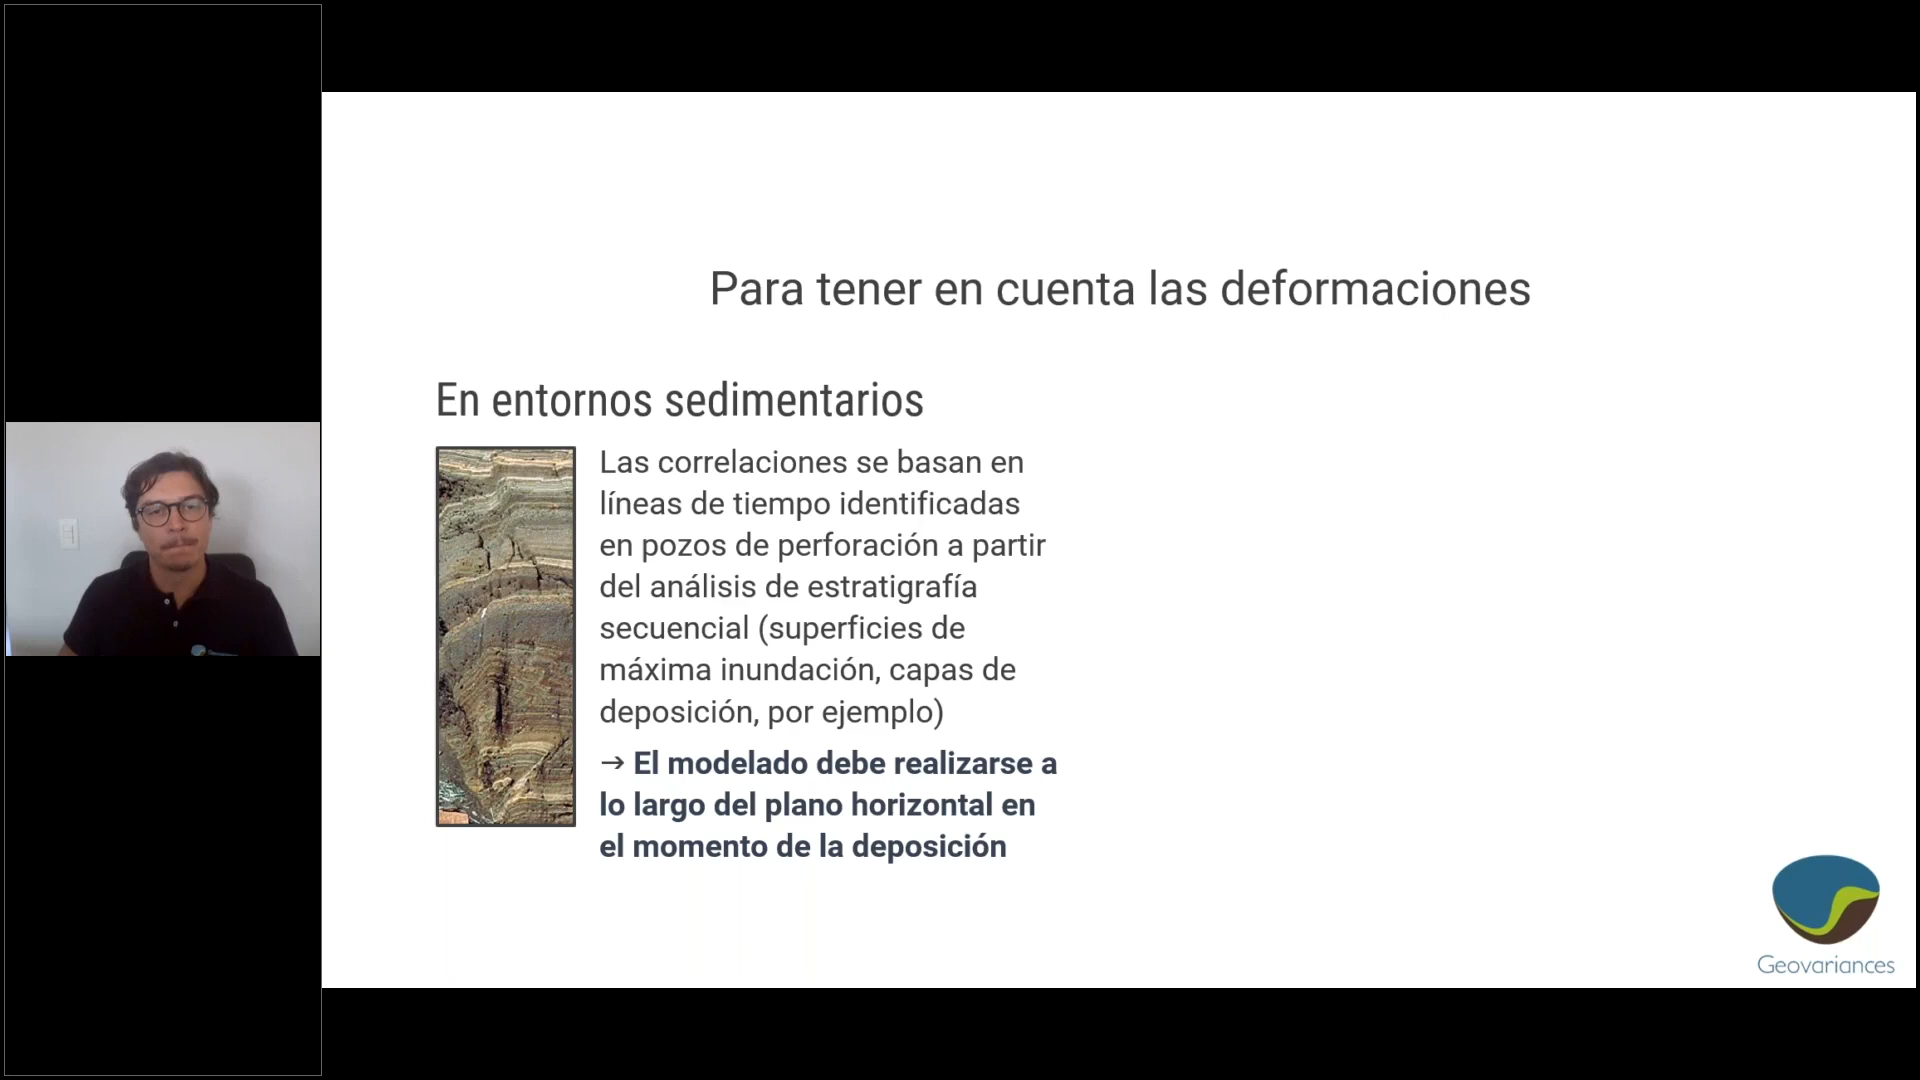 Para tener en cuenta las deformaciones
En entornos sedimentarios
Las correlaciones se basan en
líneas de tiempo identificadas
en pozos de perforación a partir
del análisis de estratigrafía
secuencial (superficies de
máxima inundación, capas de
deposición, por ejemplo)
→ El modelado debe realizarse a
lo largo del plano horizontal en
el momento de la deposición
Geovariances